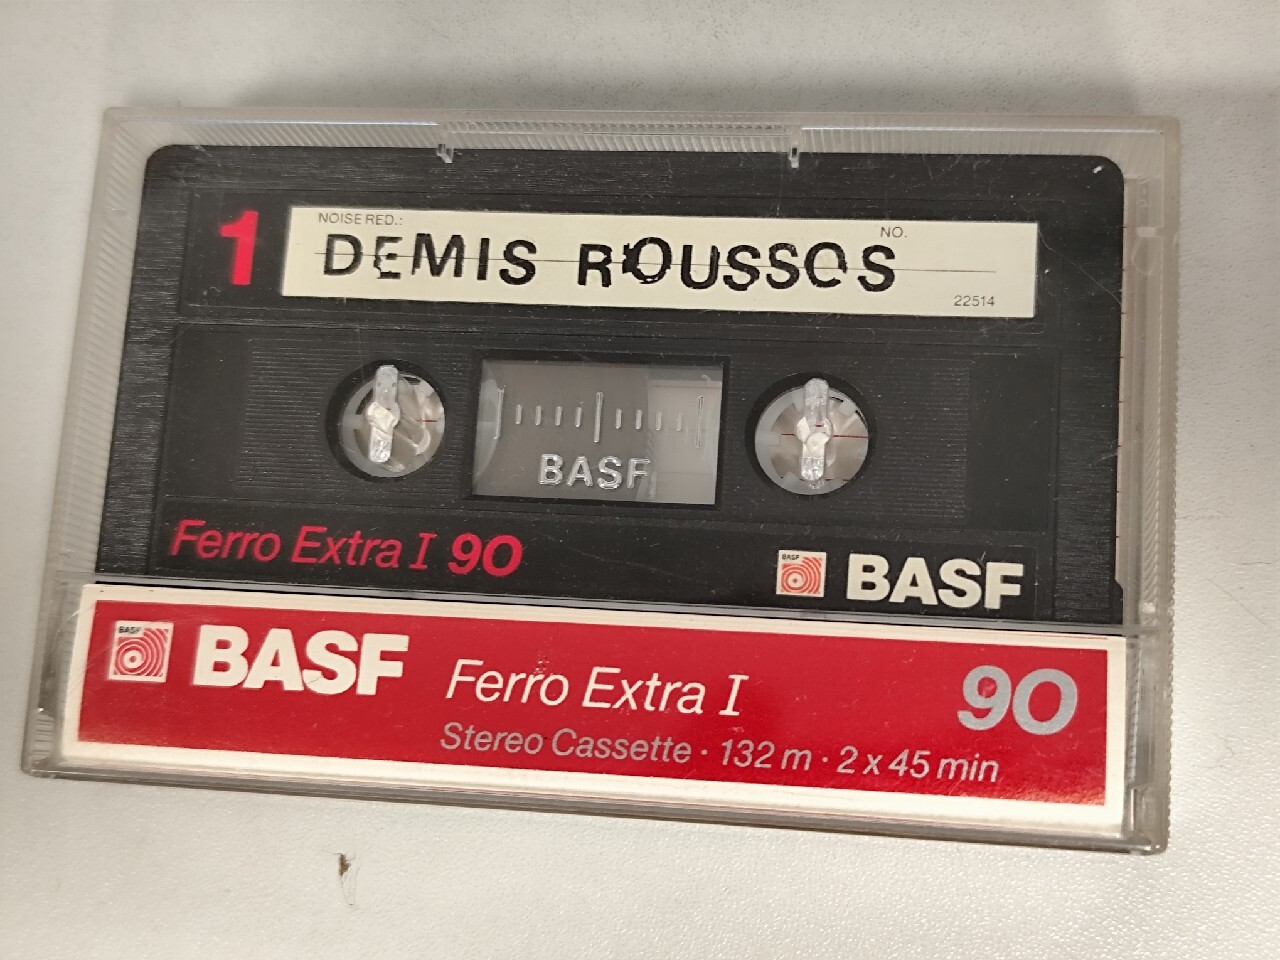 1
NOISE RED.:
NO.
DEMIS ROUSSOS
22514
BASF
Ferro Extra I 90
BASF
BASF
BASF
BASF
Ferro Extra I
90
Stereo Cassette · 132 m · 2 x 45 min